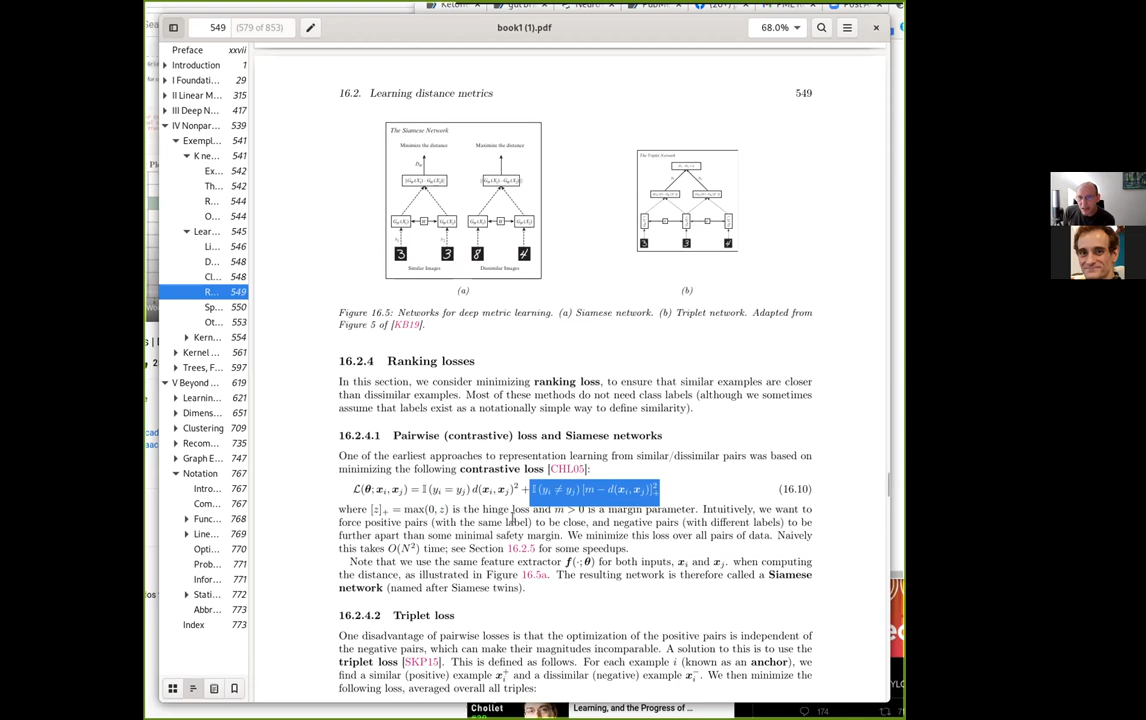 549
(579 of 853)
book1 (1).pdf
68.0%
Preface xxvii
Introduction 1
I Foundati... 29
II Linear M... 315
III Deep N... 417
IV Nonpar... 539
Exempl... 541
K ne... 541
Ex... 542
Th... 542
R... 544
O... 544
Lear... 545
Li... 546
D... 548
Cl... 548
R... 549
Sp... 550
Ot... 553
Kern... 554
Kernel ... 561
Trees, F... 597
V Beyond ... 619
Learnin... 621
Dimens... 651
Clustering 709
Recom... 735
Graph E... 747
Notation 767
Intro... 767
Com... 767
Func... 768
Line... 769
Opti... 770
Prob... 771
Infor... 771
Stati... 772
Abbr... 773
Index 773
16.2. Learning distance metrics 549
The Siamese Network
Minimize the distance Maximize the distance
Similar Images Dissimilar Images
The Triplet Network
(a) (b)
Figure 16.5: Networks for deep metric learning. (a) Siamese network. (b) Triplet network. Adapted from
Figure 5 of [KB19].
16.2.4 Ranking losses
In this section, we consider minimizing ranking loss, to ensure that similar examples are closer
than dissimilar examples. Most of these methods do not need class labels (although we sometimes
assume that labels exist as a notationally simple way to define similarity).
16.2.4.1 Pairwise (contrastive) loss and Siamese networks
One of the earliest approaches to representation learning from similar/dissimilar pairs was based on
minimizing the following contrastive loss [CHL05]:
L(θ; xᵢ, xⱼ) = 𝕀(yᵢ = yⱼ) d(xᵢ, xⱼ)² + 𝕀(yᵢ ≠ yⱼ) [m − d(xᵢ, xⱼ)]₊² (16.10)
where [z]₊ = max(0, z) is the hinge loss and m > 0 is a margin parameter. Intuitively, we want to
force positive pairs (with the same label) to be close, and negative pairs (with different labels) to be
further apart than some minimal safety margin. We minimize this loss over all pairs of data. Naively
this takes O(N²) time; see Section 16.2.5 for some speedups.
Note that we use the same feature extractor f(·; θ) for both inputs, xᵢ and xⱼ. when computing
the distance, as illustrated in Figure 16.5a. The resulting network is therefore called a Siamese
network (named after Siamese twins).
16.2.4.2 Triplet loss
One disadvantage of pairwise losses is that the optimization of the positive pairs is independent of
the negative pairs, which can make their magnitudes incomparable. A solution to this is to use the
triplet loss [SKP15]. This is defined as follows. For each example i (known as an anchor), we
find a similar (positive) example xᵢ⁺ and a dissimilar (negative) example xᵢ⁻. We then minimize the
following loss, averaged overall all triples:
Chollet
Learning, and the Progress of ...
174